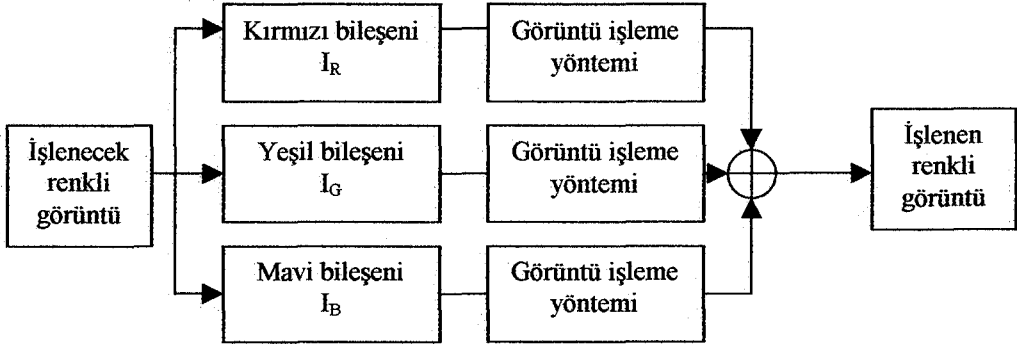 Kırmızı bileşeni
I_R
Görüntü işleme
yöntemi
İşlenecek
renkli
görüntü
Yeşil bileşeni
I_G
Görüntü işleme
yöntemi
İşlenen
renkli
görüntü
Mavi bileşeni
I_B
Görüntü işleme
yöntemi